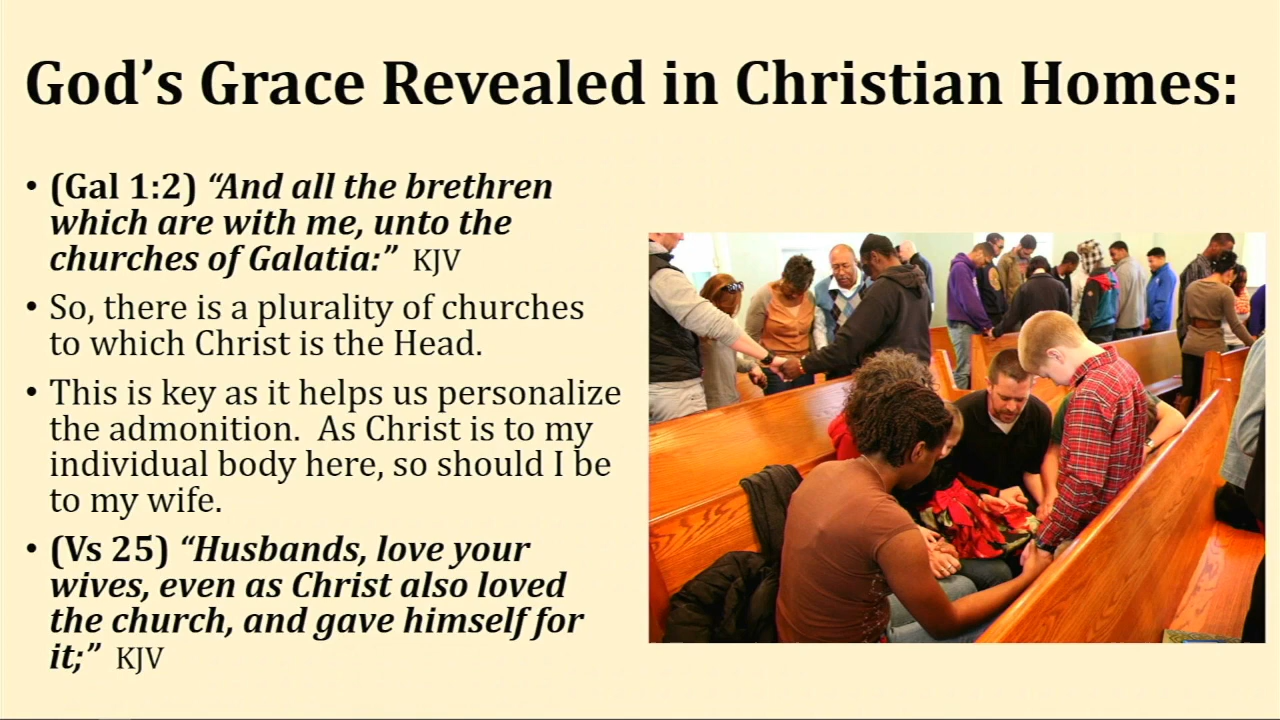 God’s Grace Revealed in Christian Homes:
• (Gal 1:2) “And all the brethren
which are with me, unto the
churches of Galatia:” KJV
• So, there is a plurality of churches
to which Christ is the Head.
• This is key as it helps us personalize
the admonition.  As Christ is to my
individual body here, so should I be
to my wife.
• (Vs 25) “Husbands, love your
wives, even as Christ also loved
the church, and gave himself for
it;” KJV